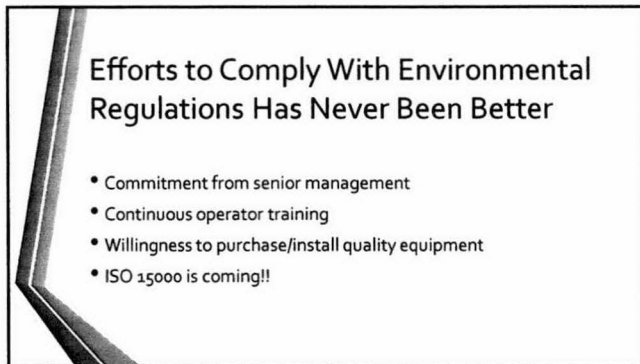 Efforts to Comply With Environmental
Regulations Has Never Been Better
• Commitment from senior management
• Continuous operator training
• Willingness to purchase/install quality equipment
• ISO 15000 is coming!!